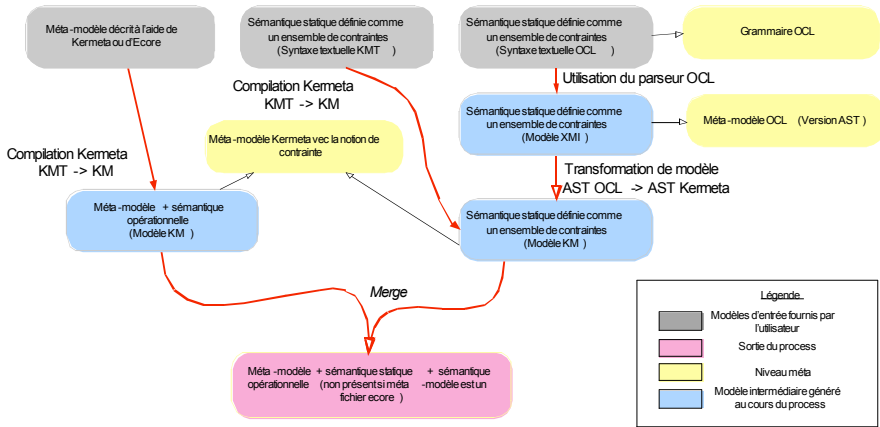 Méta -modèle décrit à l'aide de
Kermeta ou d'Ecore
Sémantique statique définie comme
un ensemble de contraintes
(Syntaxe textuelle KMT )
Sémantique statique définie comme
un ensemble de contraintes
(Syntaxe textuelle OCL )
Grammaire OCL
Utilisation du parseur OCL
Compilation Kermeta
KMT -> KM
Sémantique statique définie comme
un ensemble de contraintes
(Modèle XMI )
Méta -modèle OCL (Version AST )
Méta -modèle Kermeta vec la notion de
contrainte
Compilation Kermeta
KMT -> KM
Transformation de modèle
AST OCL -> AST Kermeta
Méta -modèle + sémantique
opérationnelle
(Modèle KM )
Sémantique statique définie comme
un ensemble de contraintes
(Modèle KM )
Merge
Méta -modèle + sémantique statique + sémantique
opérationnelle (non présent si méta -modèle est un
fichier ecore )
Légende
Modèles d'entrée fournis par
l'utilisateur
Sortie du process
Niveau méta
Modèle intermédiaire généré
au cours du process